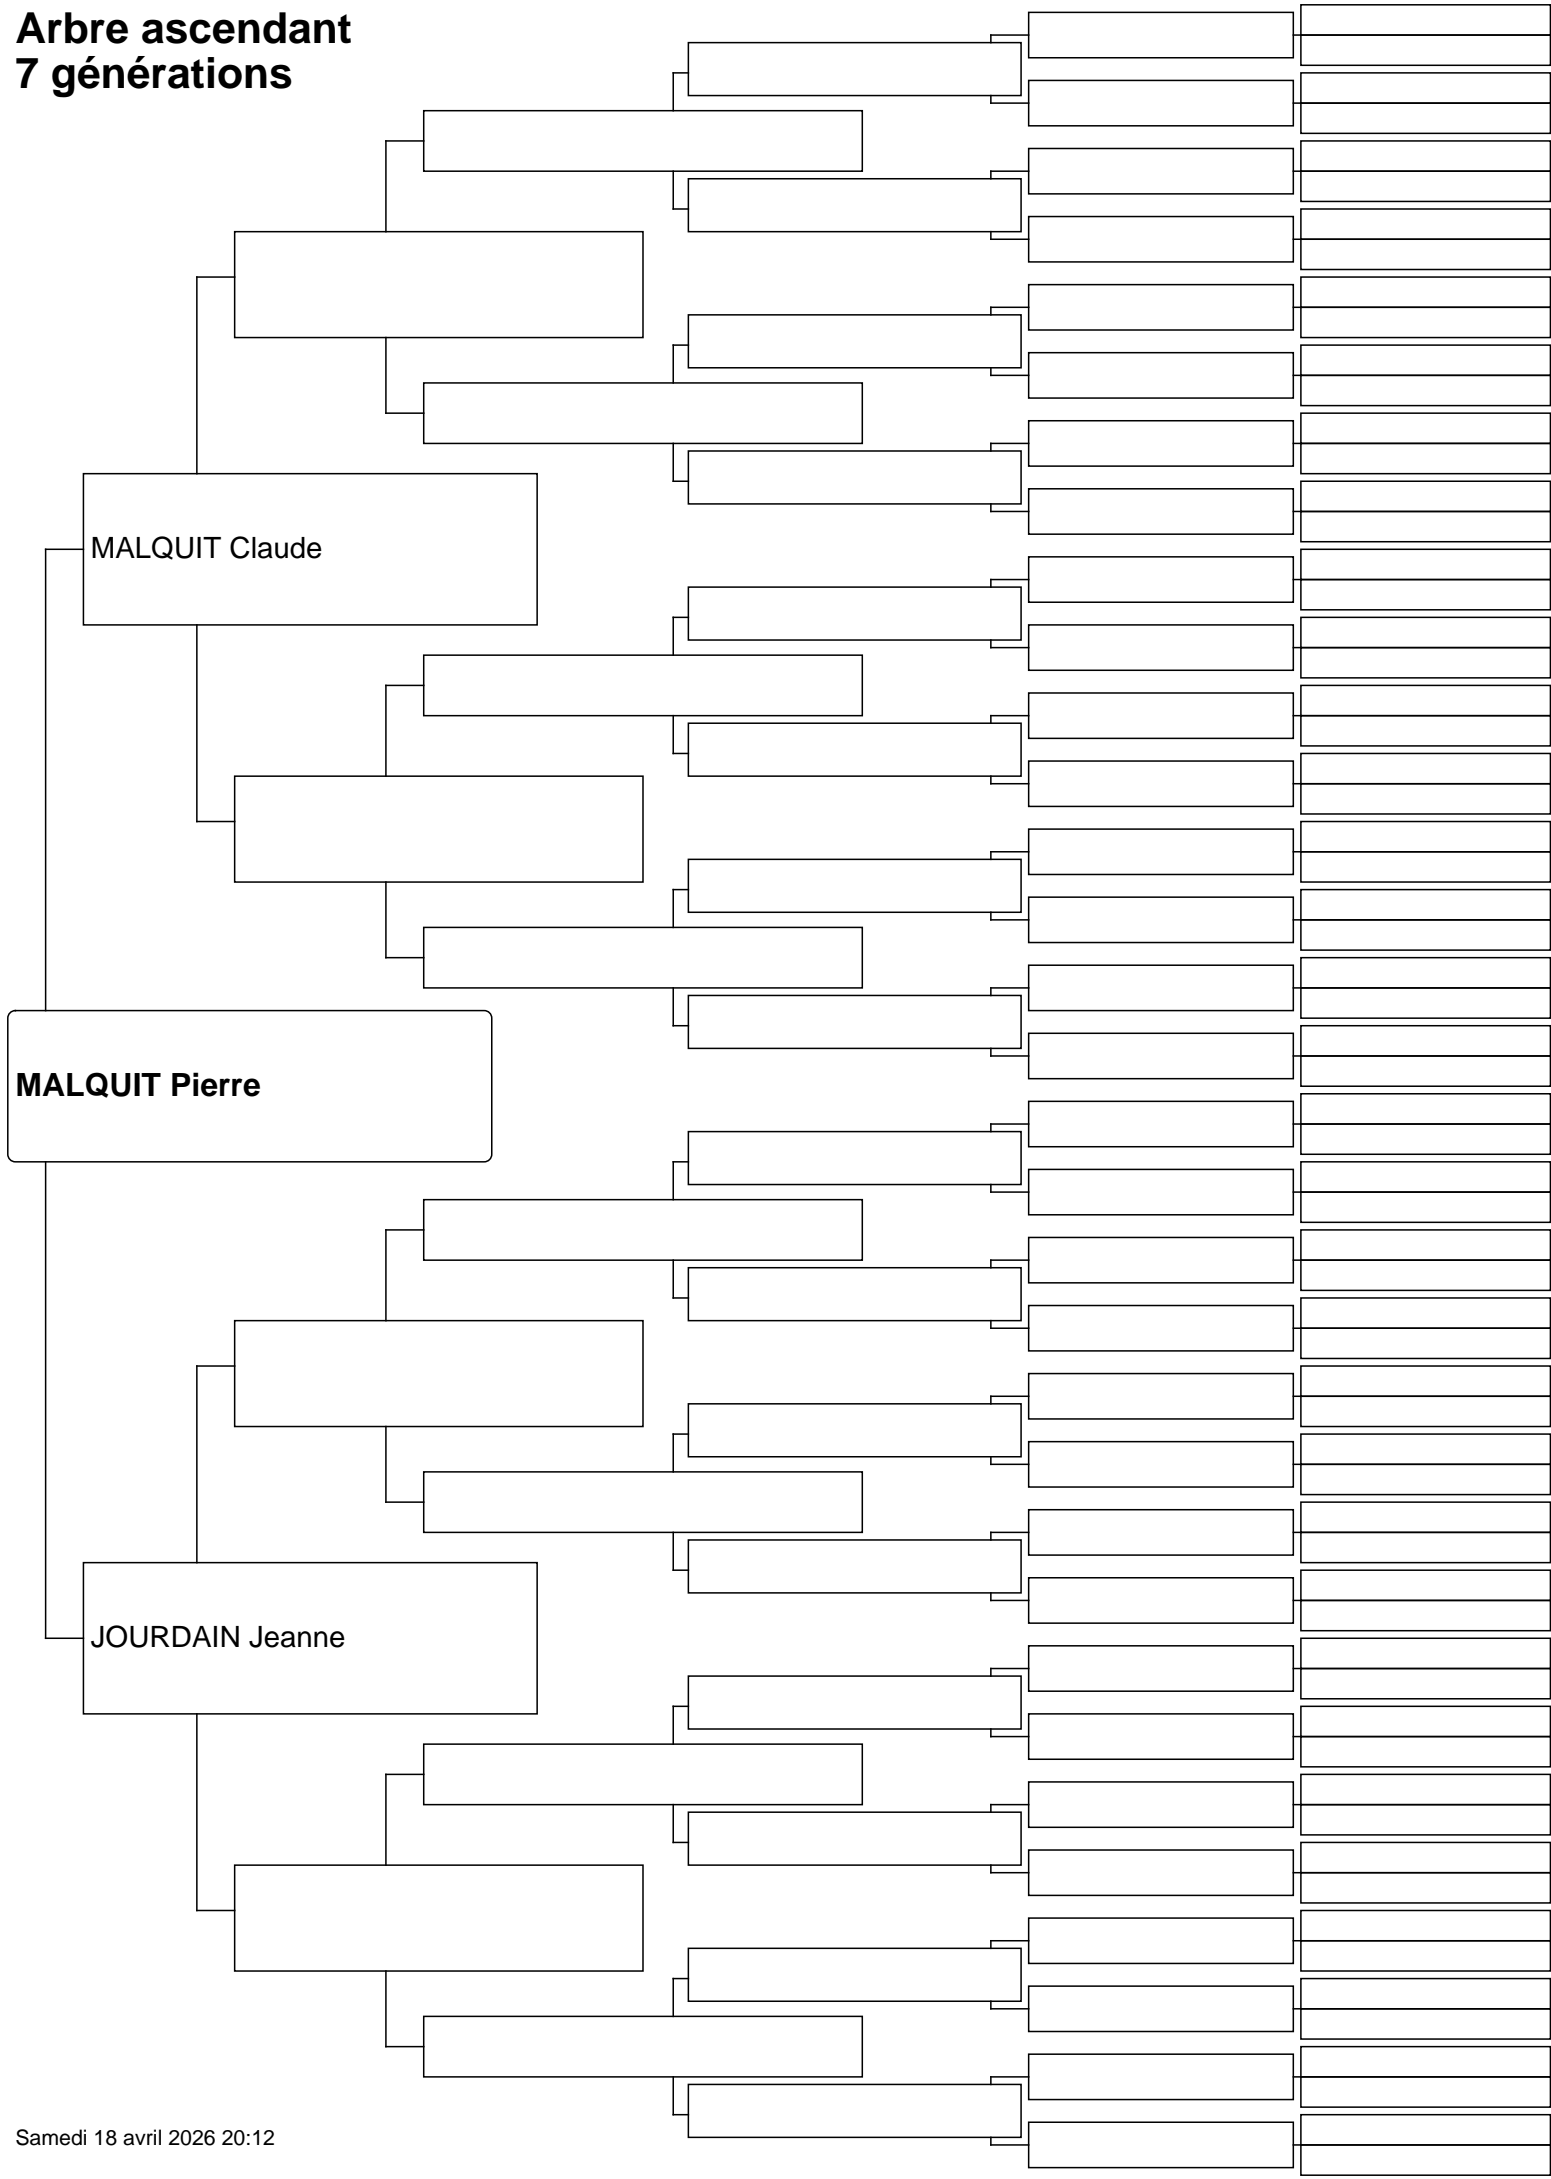 Arbre ascendant
7 générations
MALQUIT Claude
MALQUIT Pierre
JOURDAIN Jeanne
Samedi 18 avril 2026 20:12